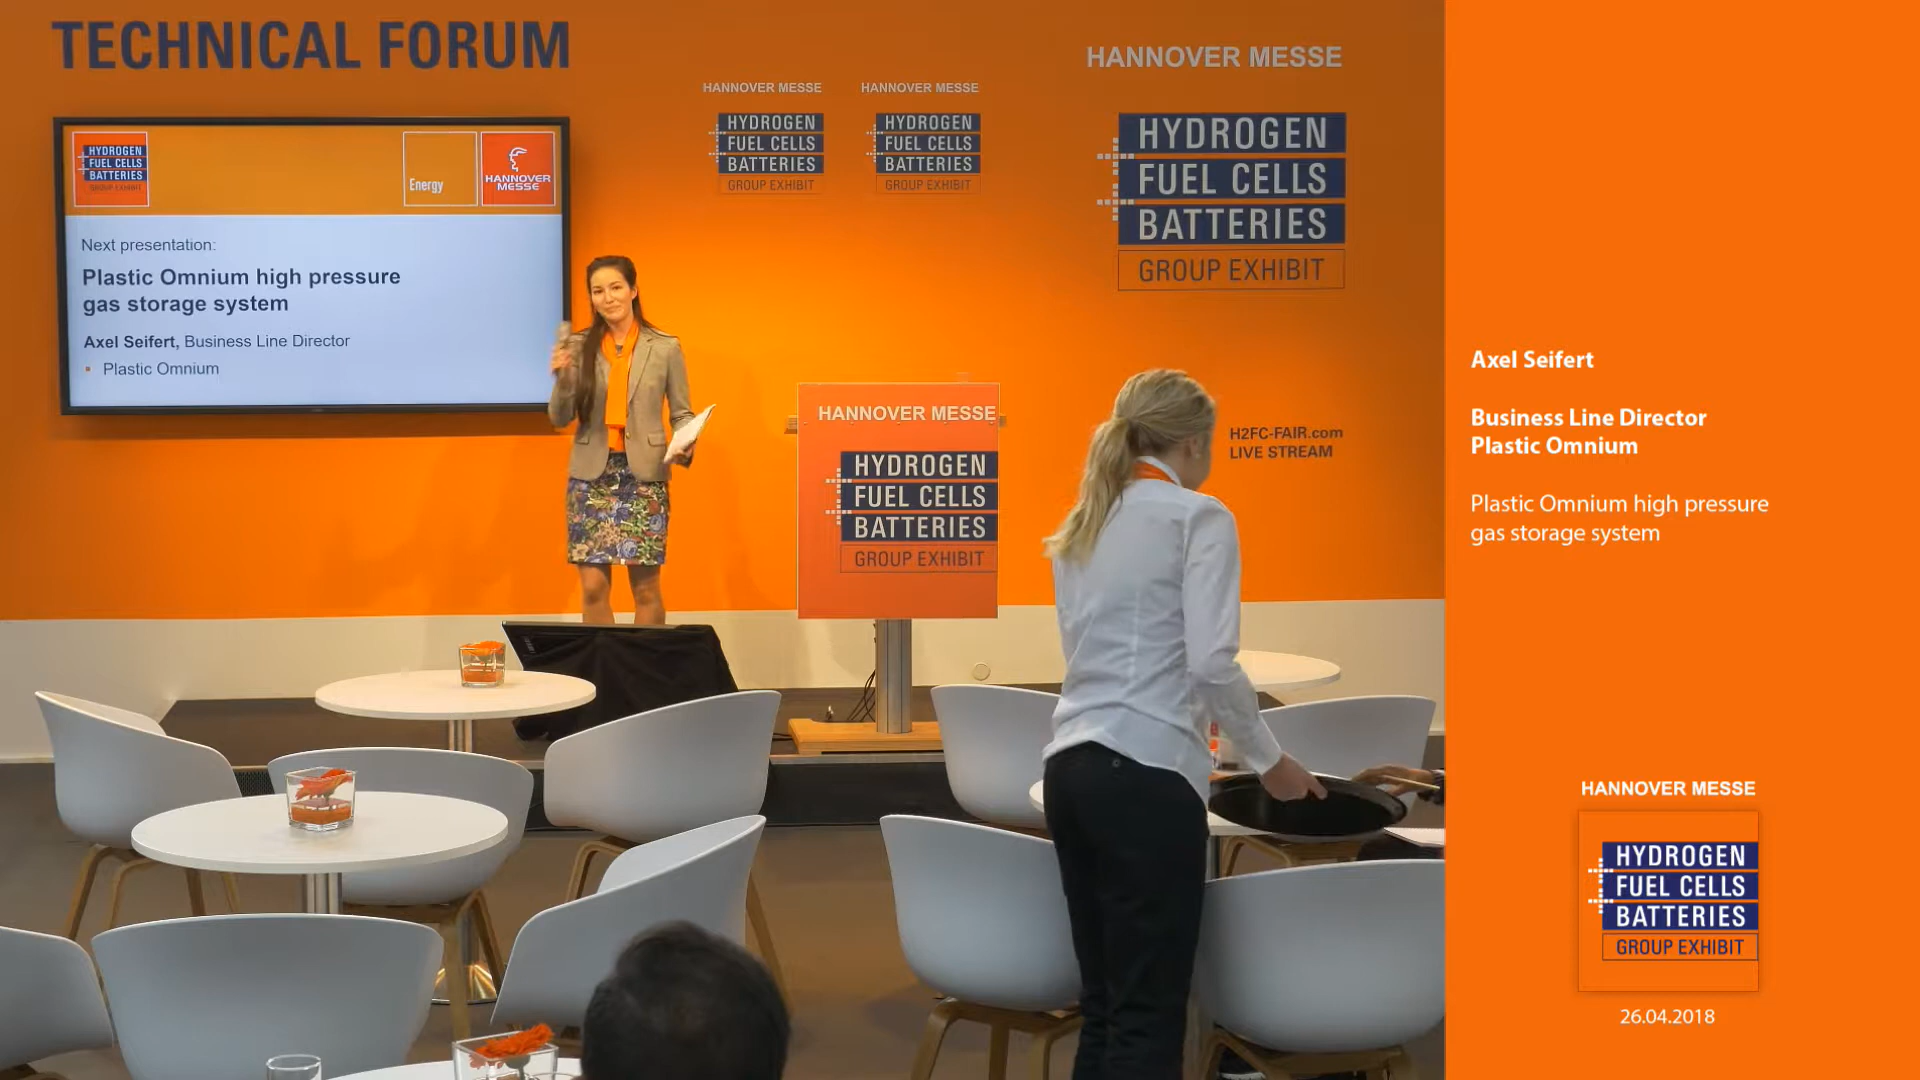 TECHNICAL FORUM
HYDROGEN
FUEL CELLS
BATTERIES
GROUP EXHIBIT
Energy
HANNOVER
MESSE
Next presentation:
Plastic Omnium high pressure
gas storage system
Axel Seifert, Business Line Director
Plastic Omnium
HANNOVER MESSE
HYDROGEN
FUEL CELLS
BATTERIES
GROUP EXHIBIT
HANNOVER MESSE
HYDROGEN
FUEL CELLS
BATTERIES
GROUP EXHIBIT
HANNOVER MESSE
HYDROGEN
FUEL CELLS
BATTERIES
GROUP EXHIBIT
HANNOVER MESSE
HYDROGEN
FUEL CELLS
BATTERIES
GROUP EXHIBIT
H2FC-FAIR.com
LIVE STREAM
Axel Seifert
Business Line Director
Plastic Omnium
Plastic Omnium high pressure
gas storage system
HANNOVER MESSE
HYDROGEN
FUEL CELLS
BATTERIES
GROUP EXHIBIT
26.04.2018